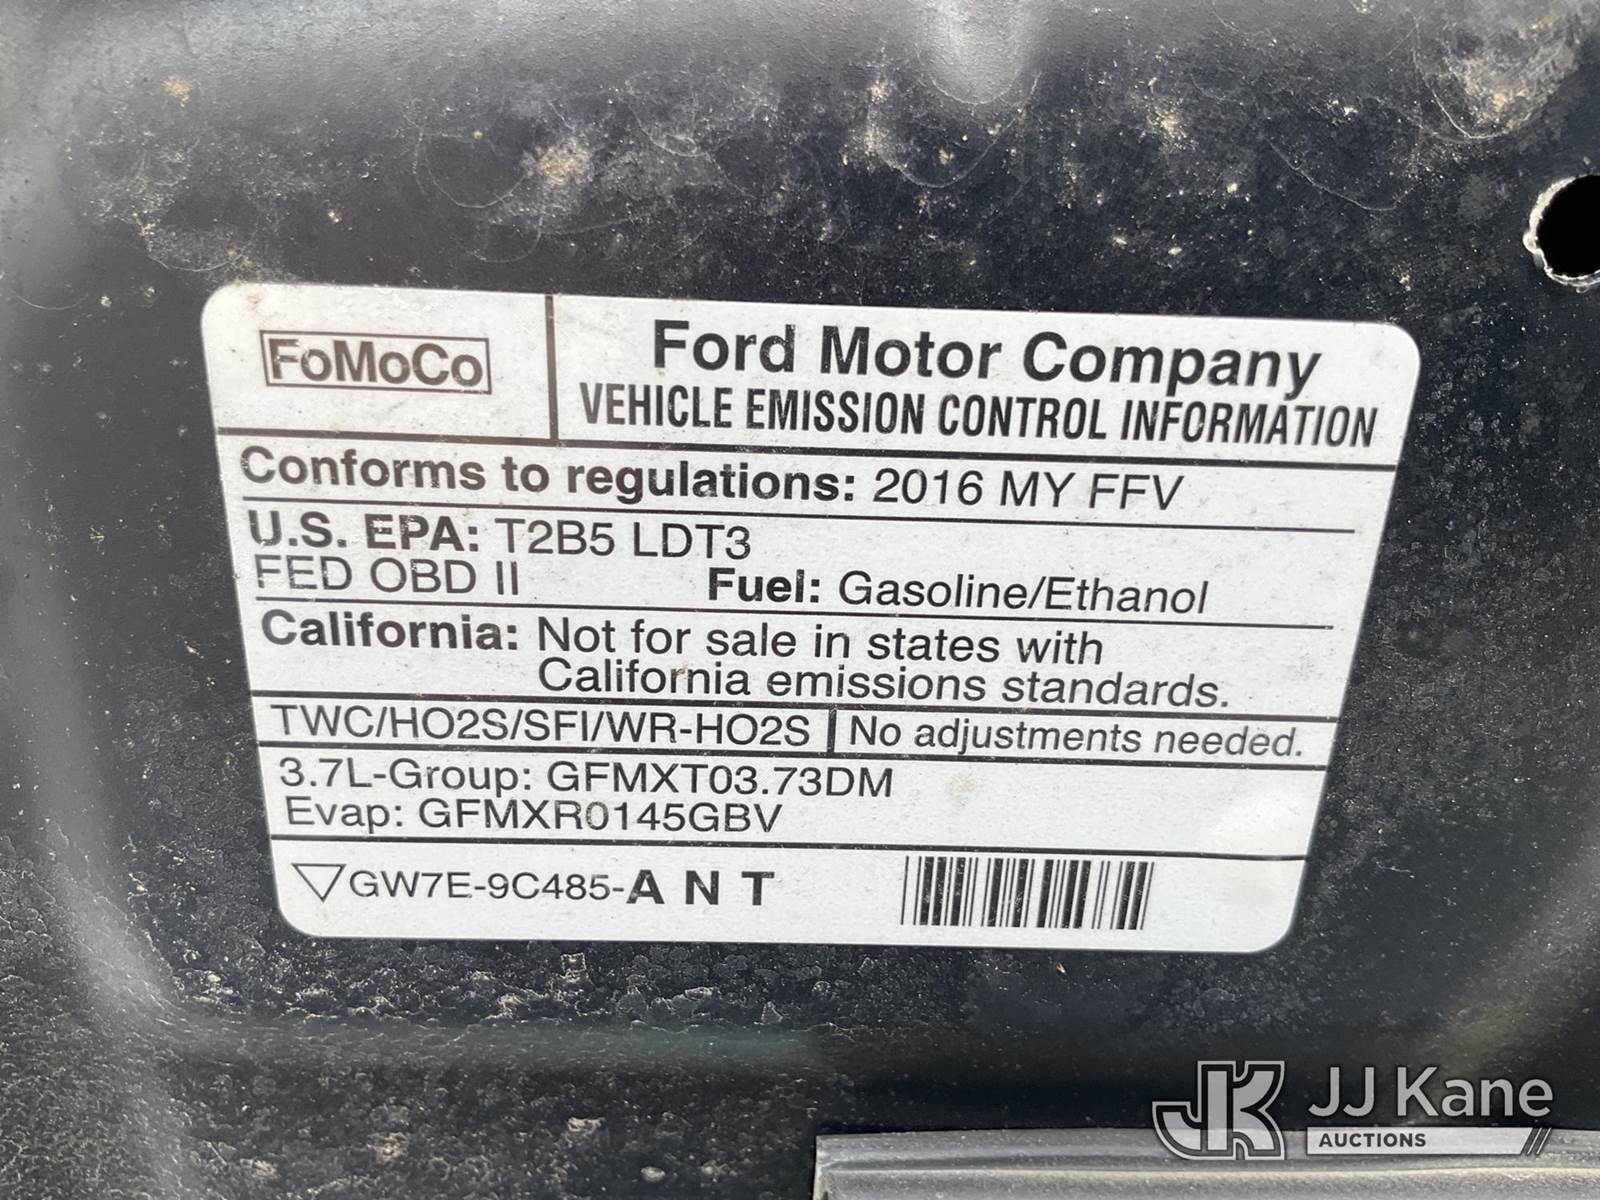 FoMoCo
Ford Motor Company
VEHICLE EMISSION CONTROL INFORMATION
Conforms to regulations: 2016 MY FFV
U.S. EPA: T2B5 LDT3
FED OBD II Fuel: Gasoline/Ethanol
California: Not for sale in states with
California emissions standards.
TWC/HO2S/SFI/WR-HO2S No adjustments needed.
3.7L-Group: GFMXT03.73DM
Evap: GFMXR0145GBV
GW7E-9C485-A N T
JK JJ Kane
AUCTIONS